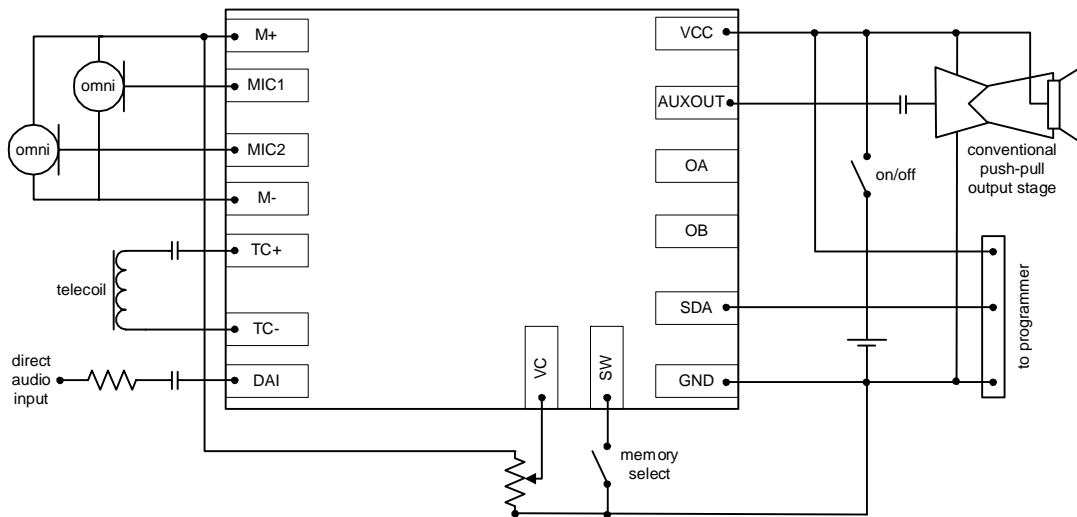 M+
MIC1
MIC2
M-
TC+
TC-
DAI
VC
SW
VCC
AUXOUT
OA
OB
SDA
GND
omni
omni
telecoil
direct
audio
input
memory
select
on/off
conventional
push-pull
output stage
to programmer